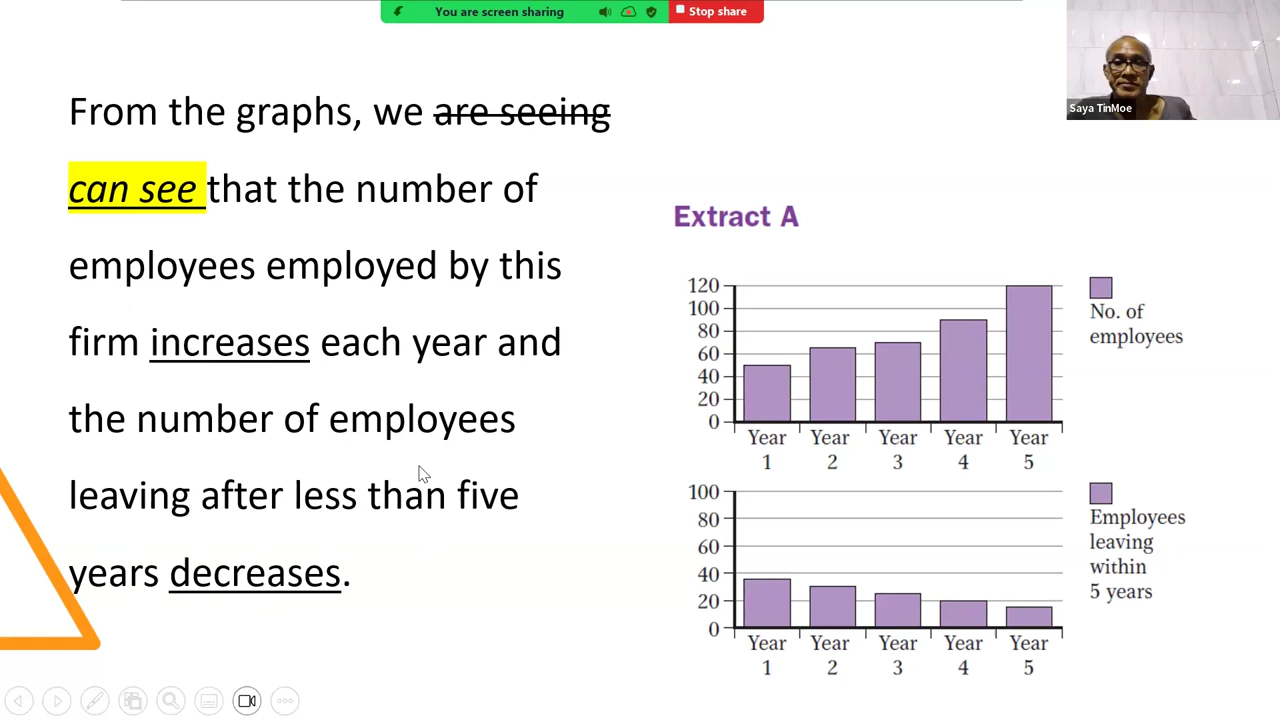 You are screen sharing
Stop share
Saya TinMoe
From the graphs, we are seeing
can see that the number of
employees employed by this
firm increases each year and
the number of employees
leaving after less than five
years decreases.
Extract A
120
100
80
60
40
20
0
Year Year Year Year Year
1 2 3 4 5
No. of
employees
100
80
60
40
20
0
Year Year Year Year Year
1 2 3 4 5
Employees
leaving
within
5 years